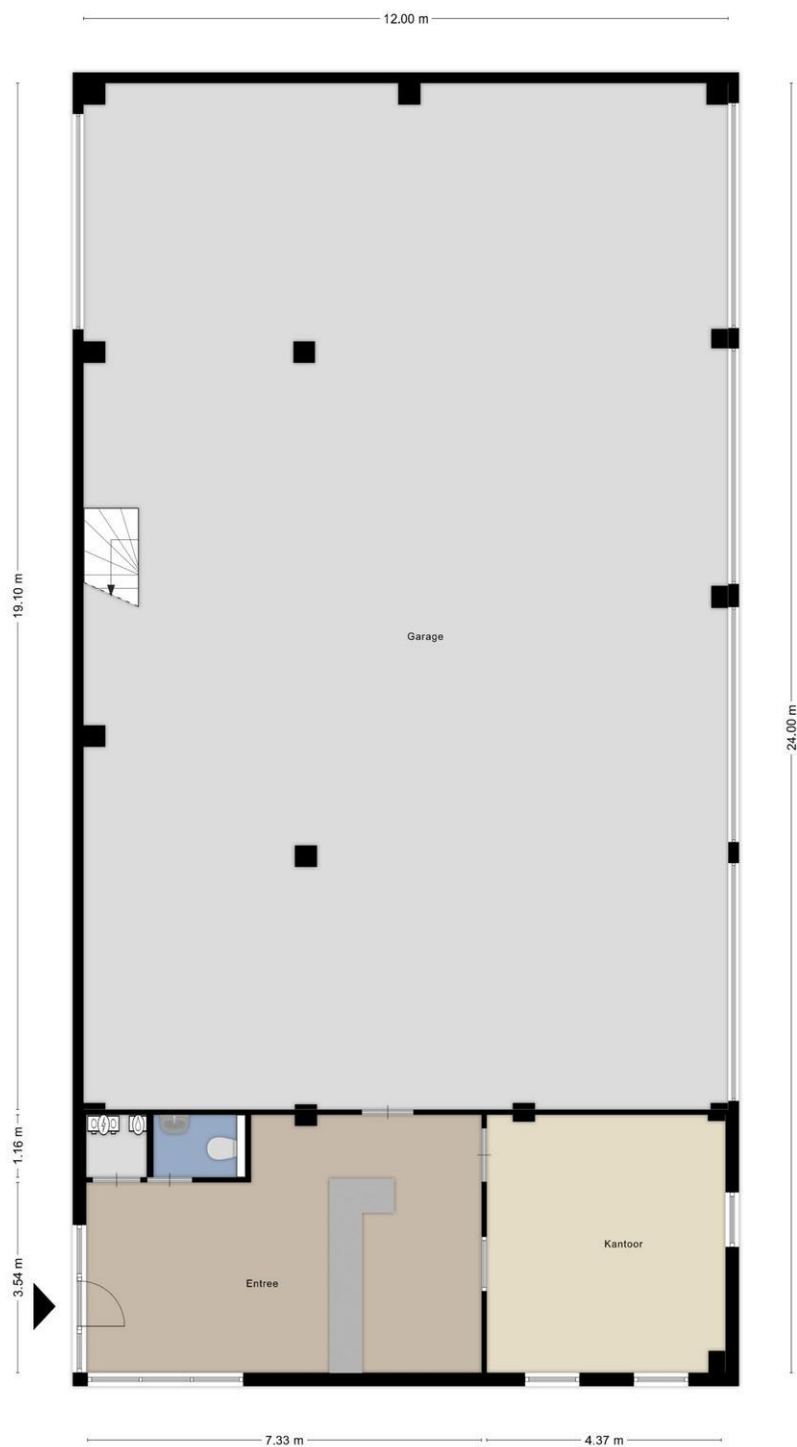 12.00 m
19.10 m
Garage
24.00 m
1.16 m
3.54 m
Kantoor
Entree
7.33 m
4.37 m